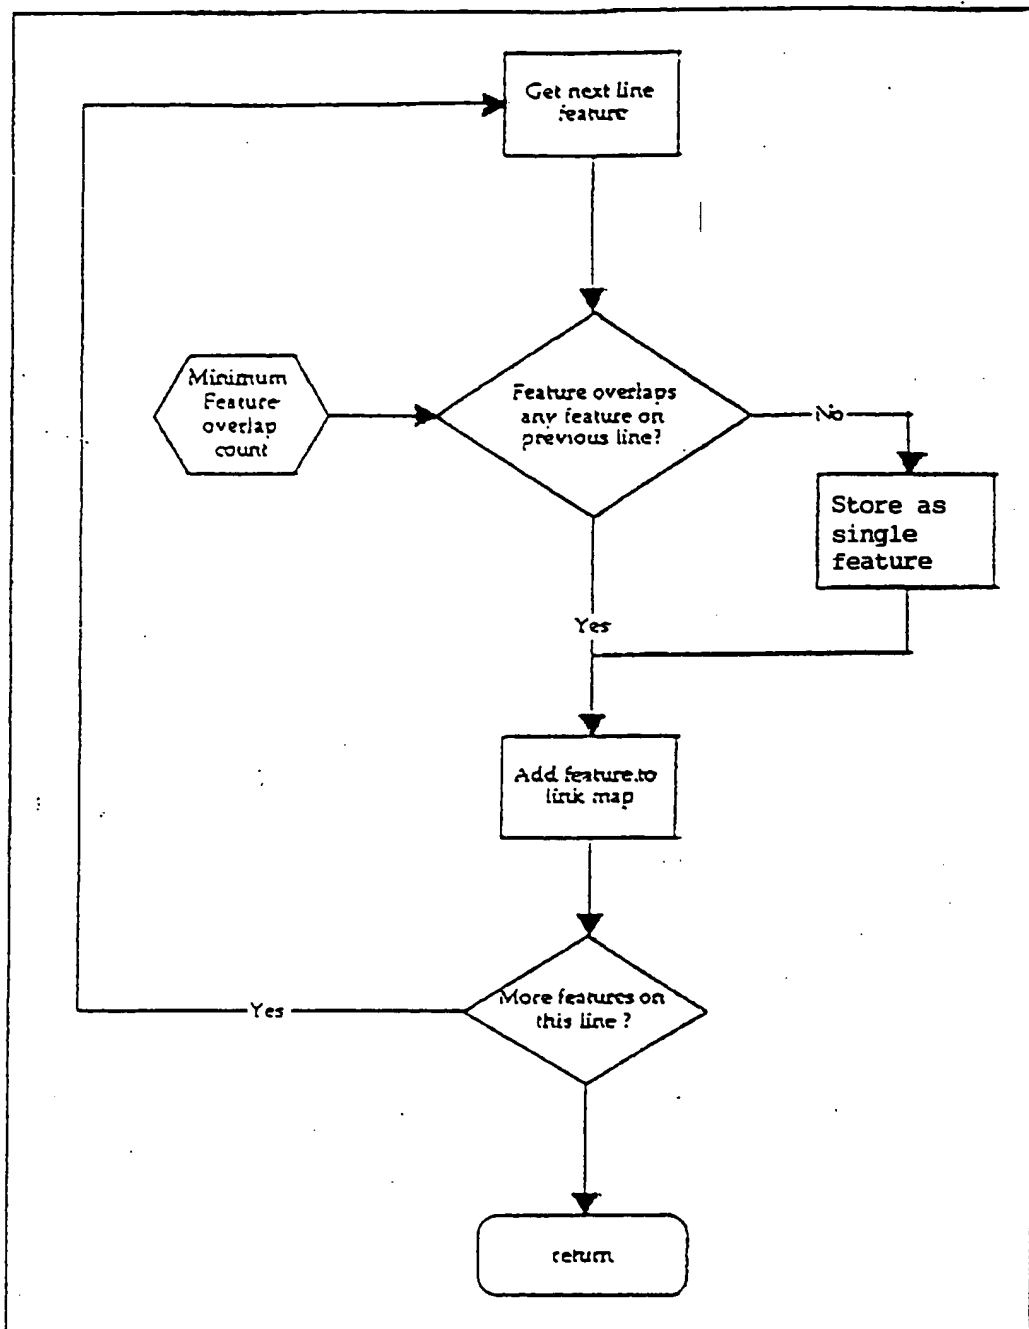 Get next line
feature
Minimum
Feature
overlap
count
Feature overlaps
any feature on
previous line?
No
Store as
single
feature
Yes
Add feature to
link map
More features on
this line ?
Yes
return